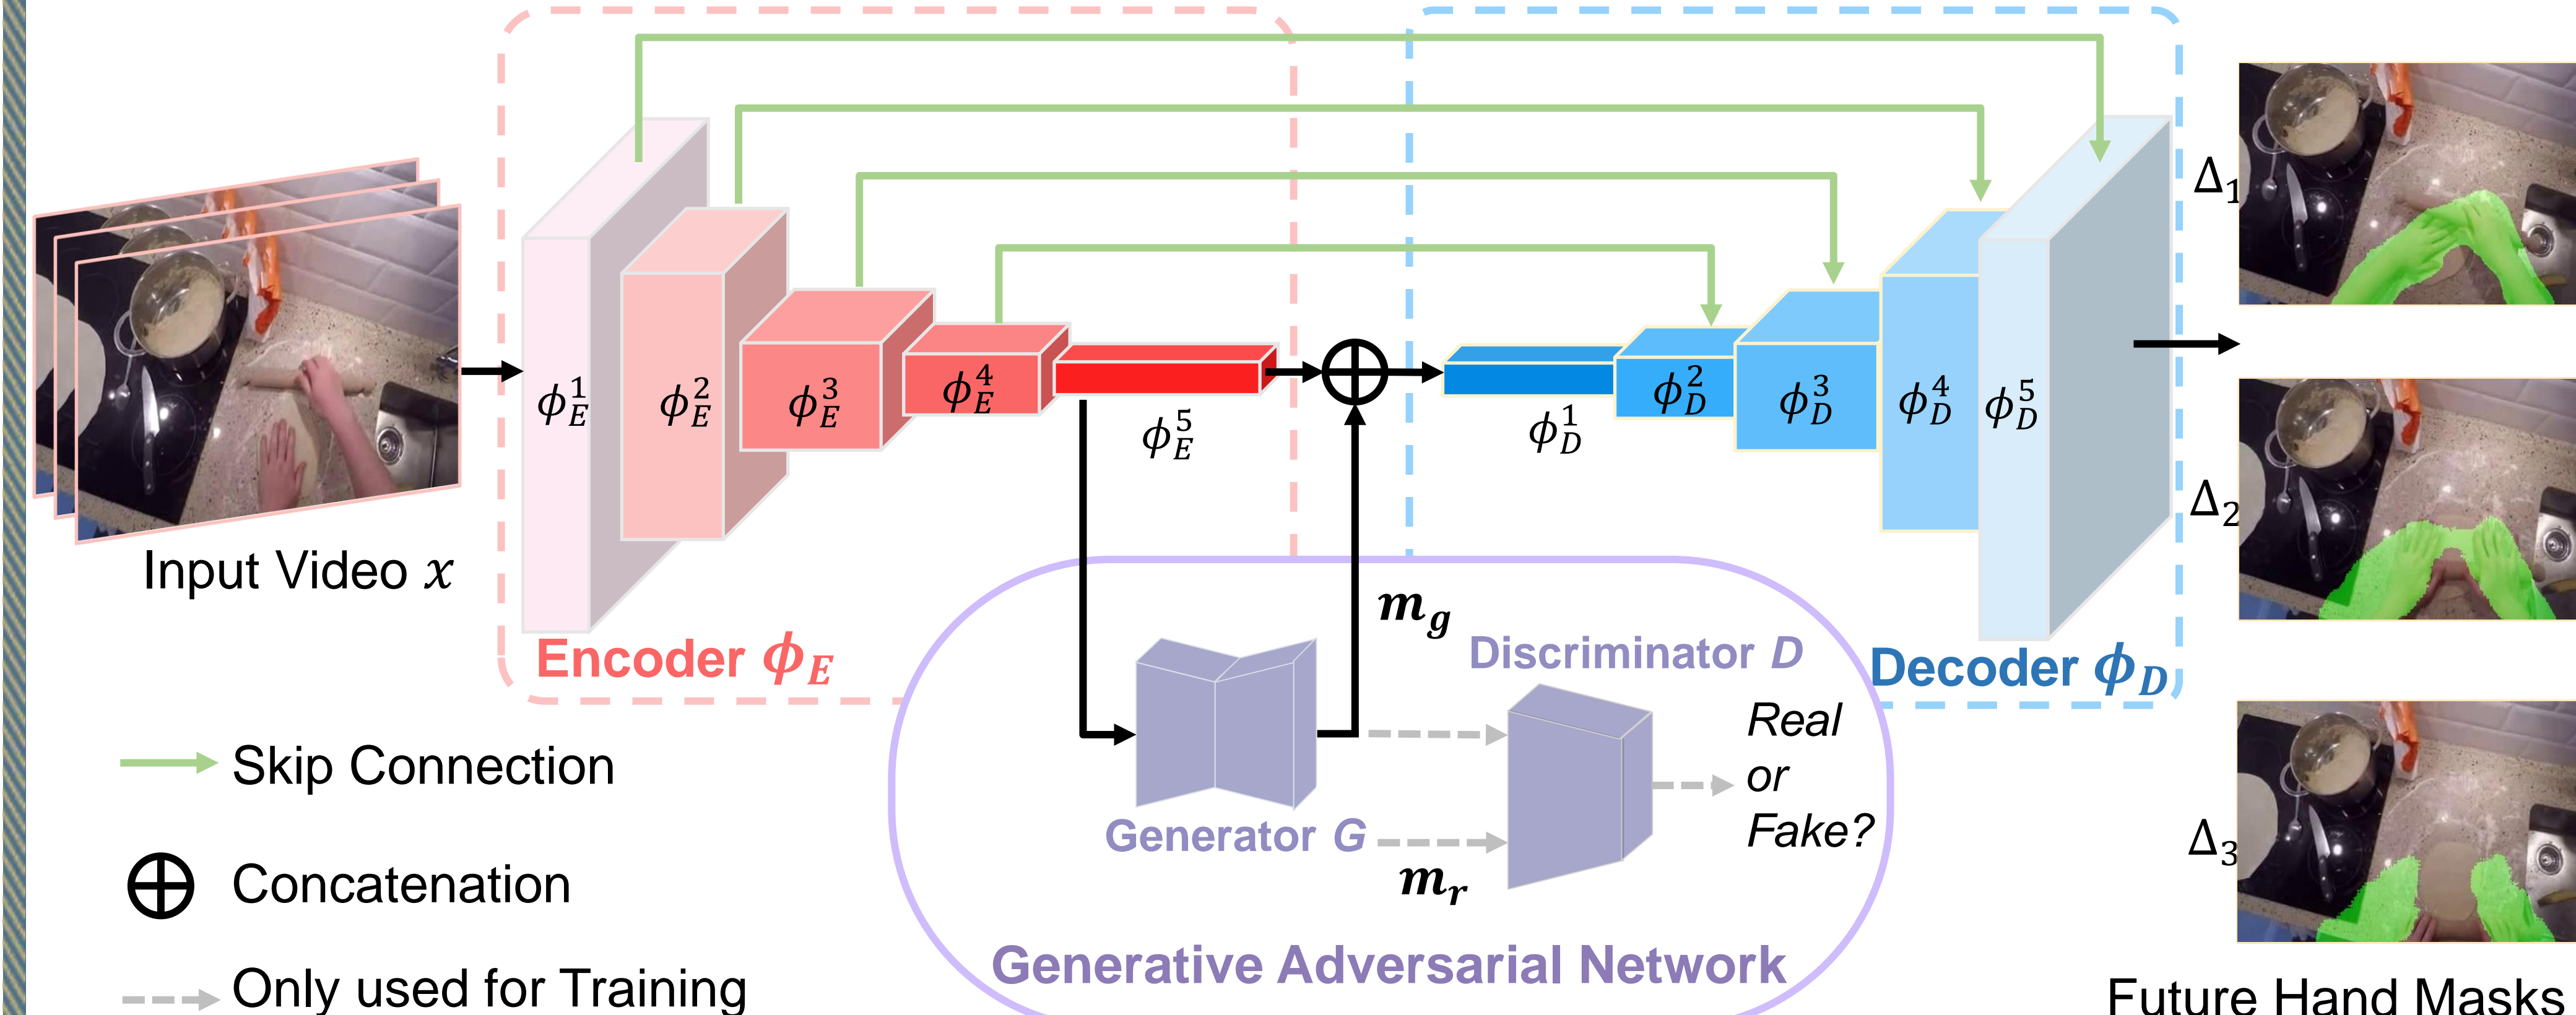 Input Video x
ϕ_E^1
ϕ_E^2
ϕ_E^3
ϕ_E^4
ϕ_E^5
ϕ_D^1
ϕ_D^2
ϕ_D^3
ϕ_D^4
ϕ_D^5
Encoder ϕ_E
Decoder ϕ_D
m_g
Discriminator D
Generator G
m_r
Real
or
Fake?
Generative Adversarial Network
Skip Connection
Concatenation
Only used for Training
Δ_1
Δ_2
Δ_3
Future Hand Masks